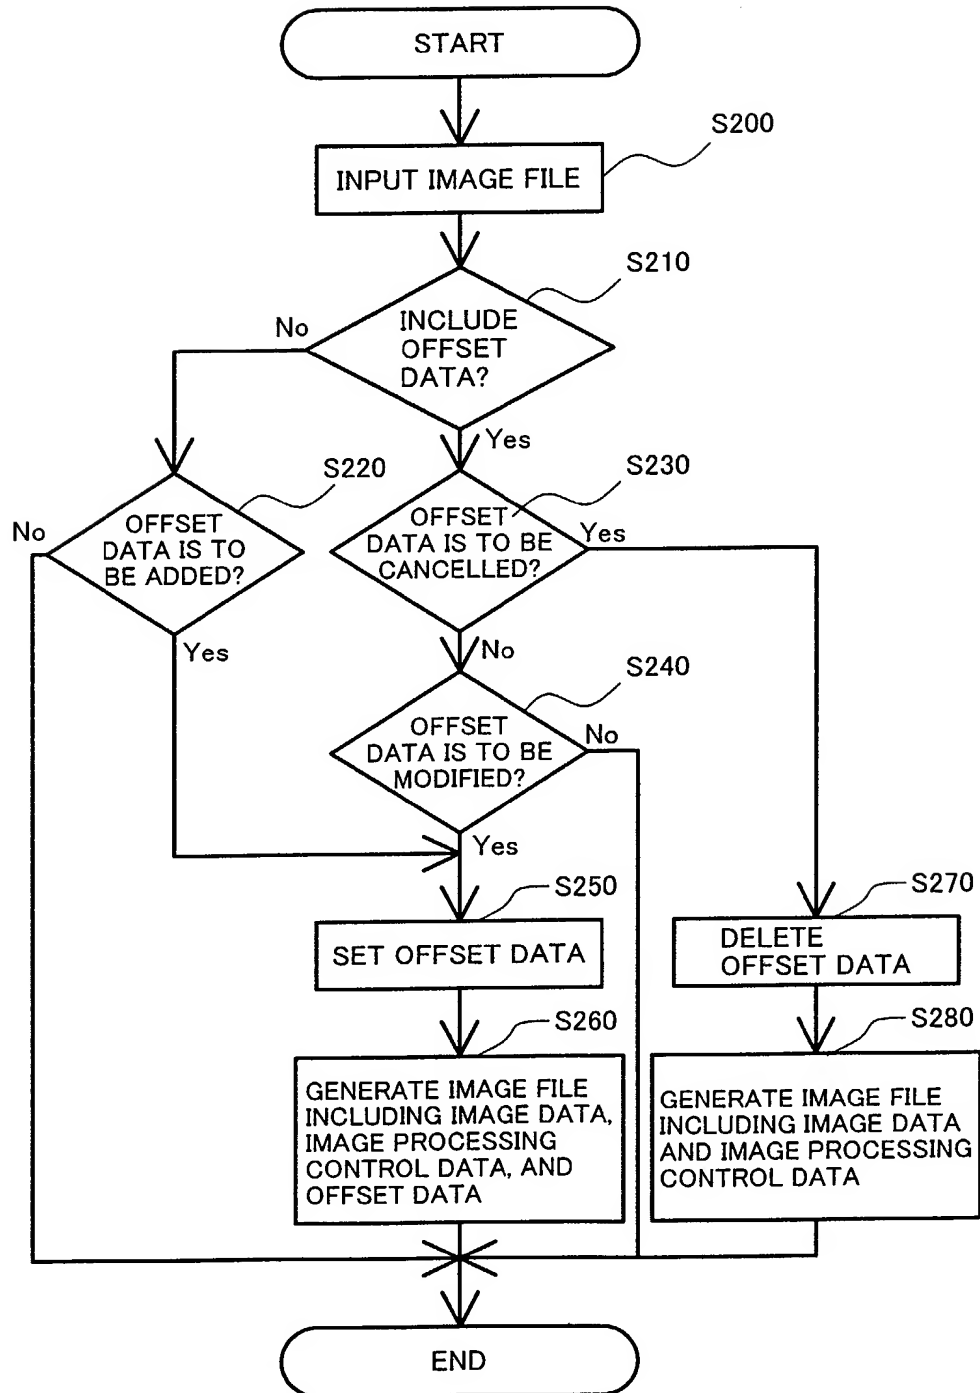 START
S200
INPUT IMAGE FILE
S210
No
INCLUDE
OFFSET
DATA?
Yes
S220
S230
No
OFFSET
DATA IS TO
BE ADDED?
OFFSET
DATA IS TO BE
CANCELLED?
Yes
Yes
No
S240
OFFSET
DATA IS TO BE
MODIFIED?
No
Yes
S250
S270
SET OFFSET DATA
DELETE
OFFSET DATA
S260
S280
GENERATE IMAGE FILE
INCLUDING IMAGE DATA,
IMAGE PROCESSING
CONTROL DATA, AND
OFFSET DATA
GENERATE IMAGE FILE
INCLUDING IMAGE DATA
AND IMAGE PROCESSING
CONTROL DATA
END